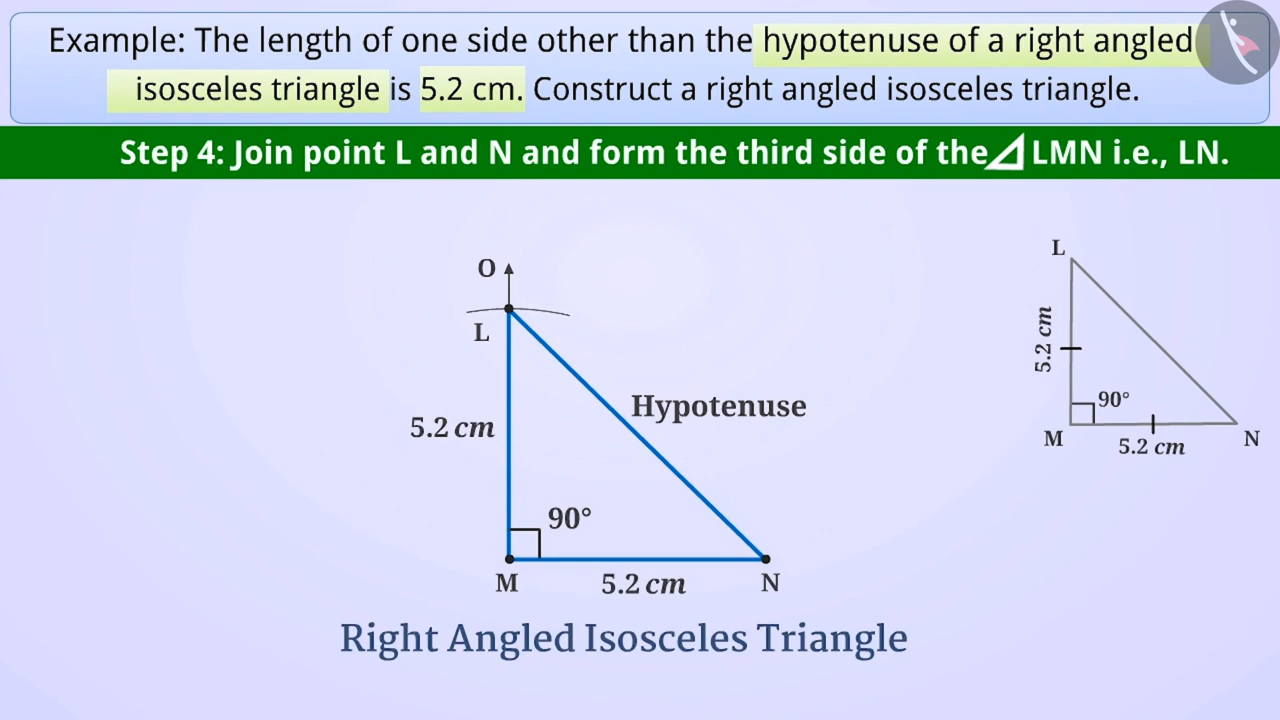 Example: The length of one side other than the hypotenuse of a right angled
isosceles triangle is 5.2 cm. Construct a right angled isosceles triangle.
Step 4: Join point L and N and form the third side of the ⊿ LMN i.e., LN.
O
L
5.2 cm
Hypotenuse
90°
M
5.2 cm
N
L
5.2 cm
90°
M
5.2 cm
N
Right Angled Isosceles Triangle